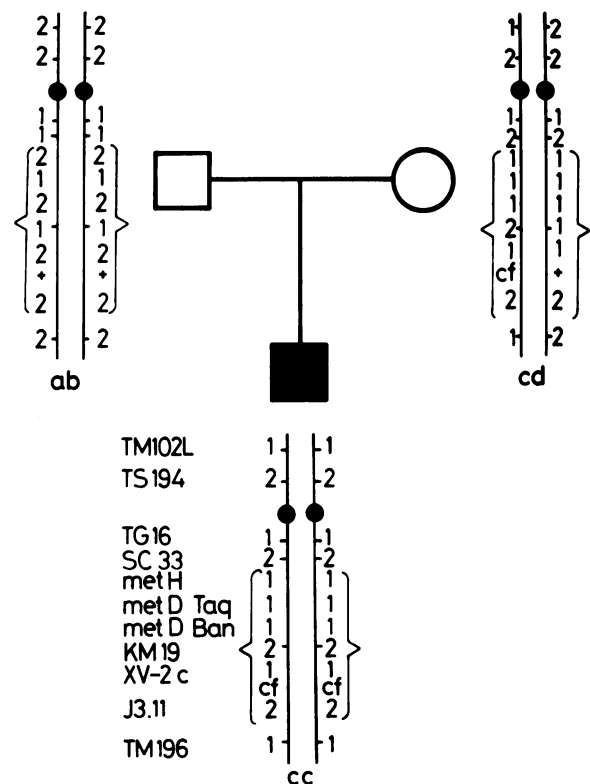 2 2
2 2
1 1
1 1
2 2
1 1
2 2
1 1
2 2
+ +
2 2
2 2
ab
1 2
2 2
1 1
2 2
1 1
1 1
1 1
2 1
1 1
cf +
2 2
1 2
cd
TM102L 1 1
TS194 2 2
TG16 1 1
SC 33 2 2
met H 1 1
met D Taq 1 1
met D Ban 1 1
KM19 2 2
XV-2 c 1 1
cf cf
J3.11 2 2
TM196 1 1
cc